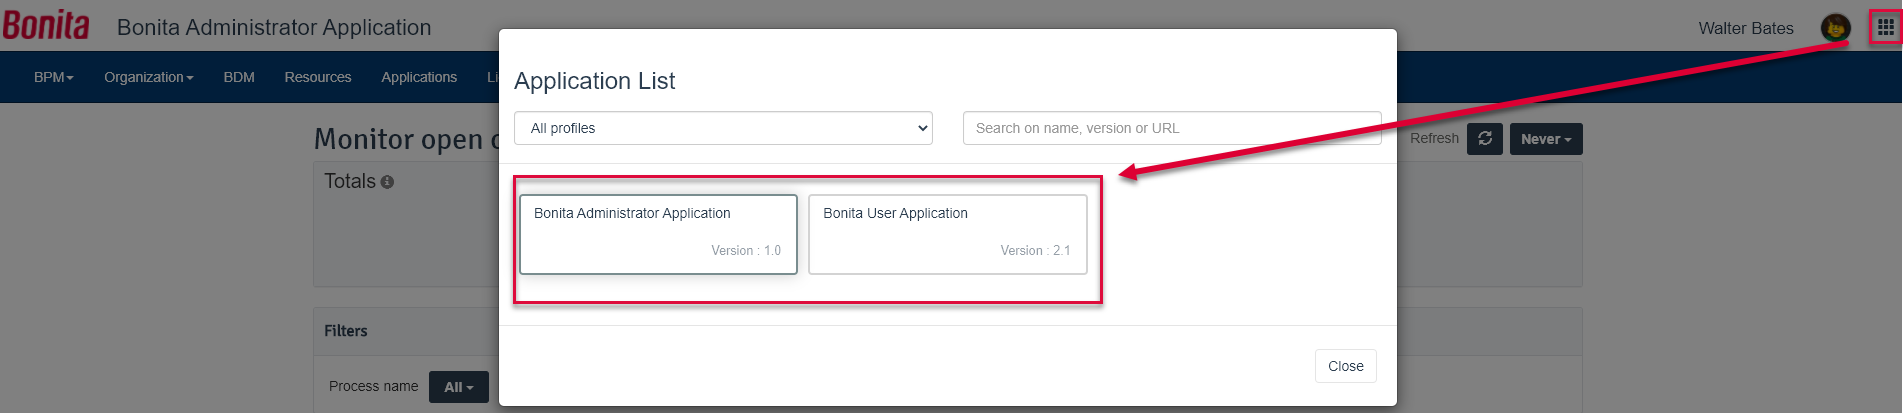 Bonita
Bonita Administrator Application
Walter Bates
BPM
Organization
BDM
Resources
Applications
Application List
All profiles
Search on name, version or URL
Monitor open
Refresh
Never
Totals
Bonita Administrator Application
Version : 1.0
Bonita User Application
Version : 2.1
Filters
Process name
All
Close